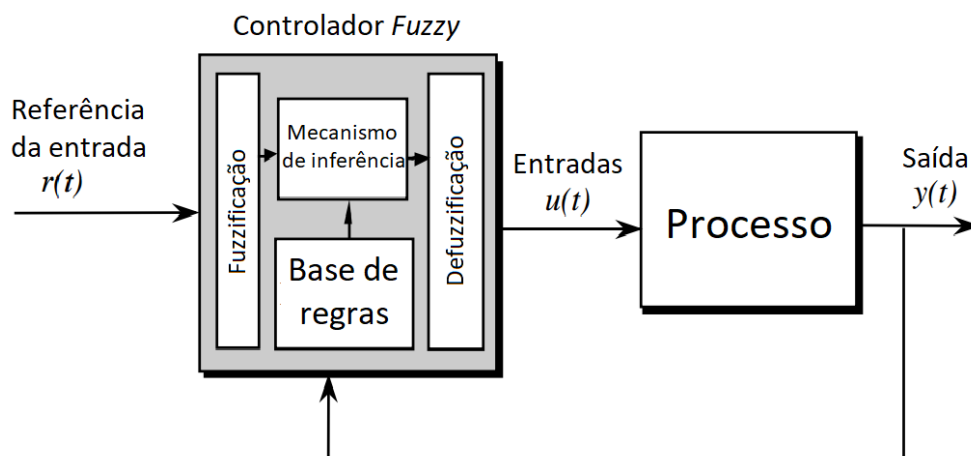 Controlador Fuzzy
Referência
da entrada
r(t)
Fuzzificação
Mecanismo
de inferência
Base de
regras
Defuzzificação
Entradas
u(t)
Processo
Saída
y(t)